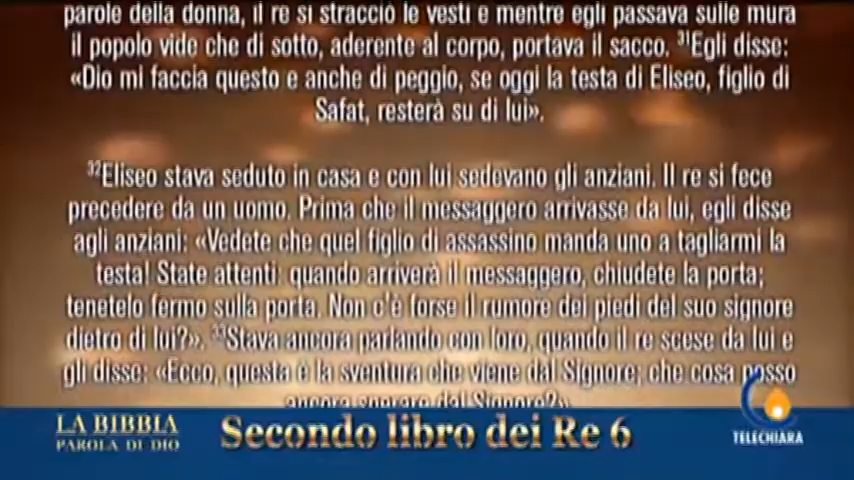 parole della donna, il re si stracciò le vesti e mentre egli passava sulle mura
il popolo vide che di sotto, aderente al corpo, portava il sacco. ³¹Egli disse:
«Dio mi faccia questo e anche di peggio, se oggi la testa di Eliseo, figlio di
Safat, resterà su di lui».
³²Eliseo stava seduto in casa e con lui sedevano gli anziani. Il re si fece
precedere da un uomo. Prima che il messaggero arrivasse da lui, egli disse
agli anziani: «Vedete che quel figlio di assassino manda uno a tagliarmi la
testa! State attenti: quando arriverà il messaggero, chiudete la porta;
tenetelo fermo sulla porta. Non c'è forse il rumore dei piedi del suo signore
dietro di lui?». ³³Stava ancora parlando con loro, quando il re scese da lui e
gli disse: «Ecco, questa è la sventura che viene dal Signore; che cosa posso
ancora sperare dal Signore?»
LA BIBBIA
PAROLA DI DIO
Secondo libro dei Re 6
TELECHIARA